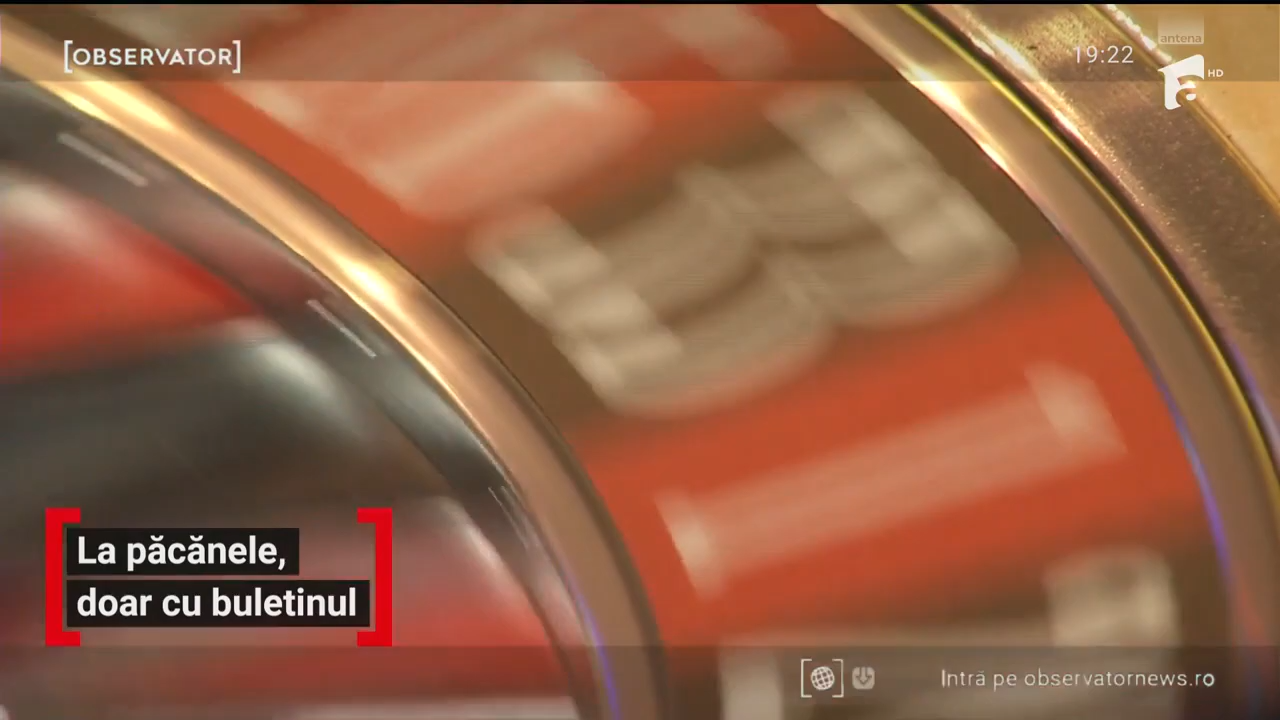 [OBSERVATOR]
19:22
antena
HD
La păcănele,
doar cu buletinul
Intră pe observatornews.ro